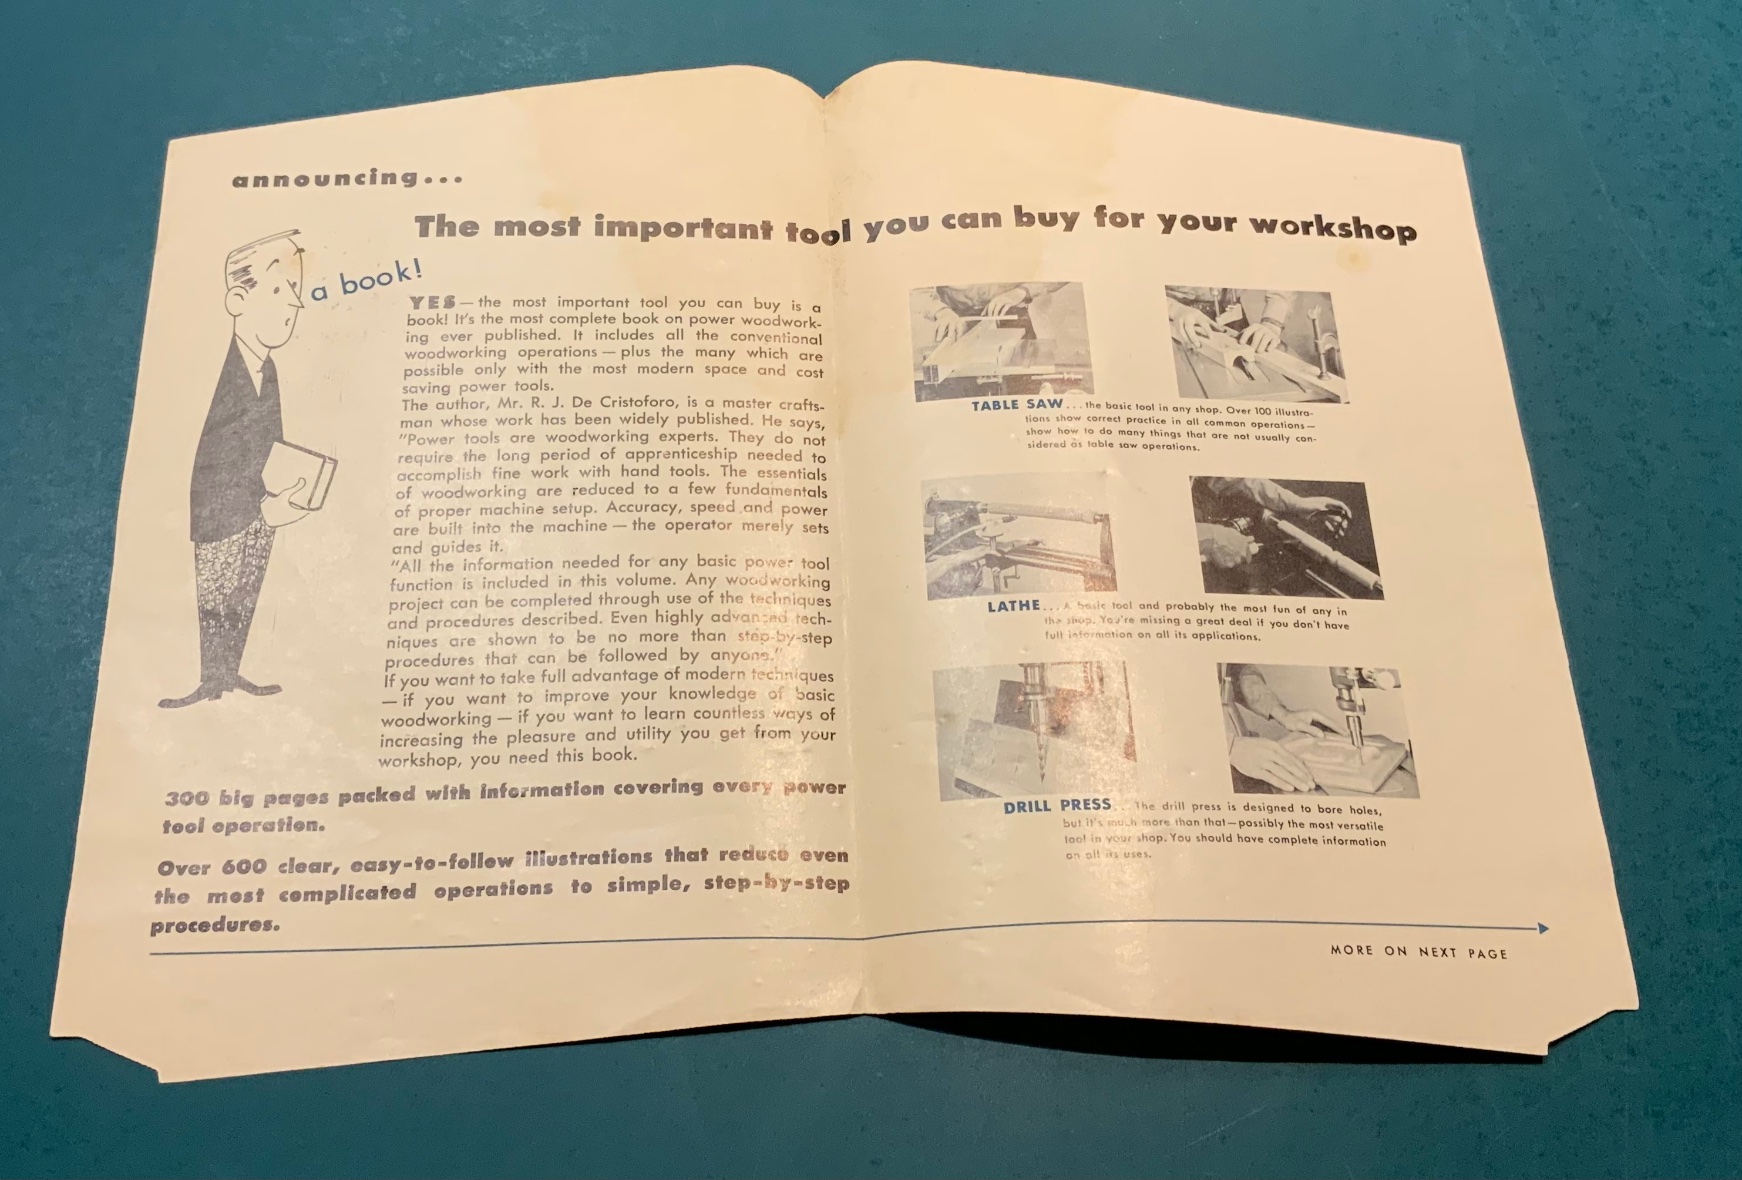 announcing...
The most important tool you can buy for your workshop
a book!
YES — the most important tool you can buy is a
book! It's the most complete book on power woodwork-
ing ever published. It includes all the conventional
woodworking operations — plus the many which are
possible only with the most modern space and cost
saving power tools.
The author, Mr. R. J. De Cristoforo, is a master crafts-
man whose work has been widely published. He says,
"Power tools are woodworking experts. They do not
require the long period of apprenticeship needed to
accomplish fine work with hand tools. The essentials
of woodworking are reduced to a few fundamentals
of proper machine setup. Accuracy, speed and power
are built into the machine — the operator merely sets
and guides it.
"All the information needed for any basic power tool
function is included in this volume. Any woodworking
project can be completed through use of the techniques
and procedures described. Even highly advanced tech-
niques are shown to be no more than step-by-step
procedures that can be followed by anyone."
If you want to take full advantage of modern techniques
— if you want to improve your knowledge of basic
woodworking — if you want to learn countless ways of
increasing the pleasure and utility you get from your
workshop, you need this book.
300 big pages packed with information covering every power
tool operation.
Over 600 clear, easy-to-follow illustrations that reduce even
the most complicated operations to simple, step-by-step
procedures.
TABLE SAW... the basic tool in any shop. Over 100 illustra-
tions show correct practice in all common operations—
show how to do many things that are not usually con-
sidered as table saw operations.
LATHE... A basic tool and probably the most fun of any in
the shop. You're missing a great deal if you don't have
full information on all its applications.
DRILL PRESS... The drill press is designed to bore holes,
but it's much more than that—possibly the most versatile
tool in your shop. You should have complete information
on all its uses.
MORE ON NEXT PAGE